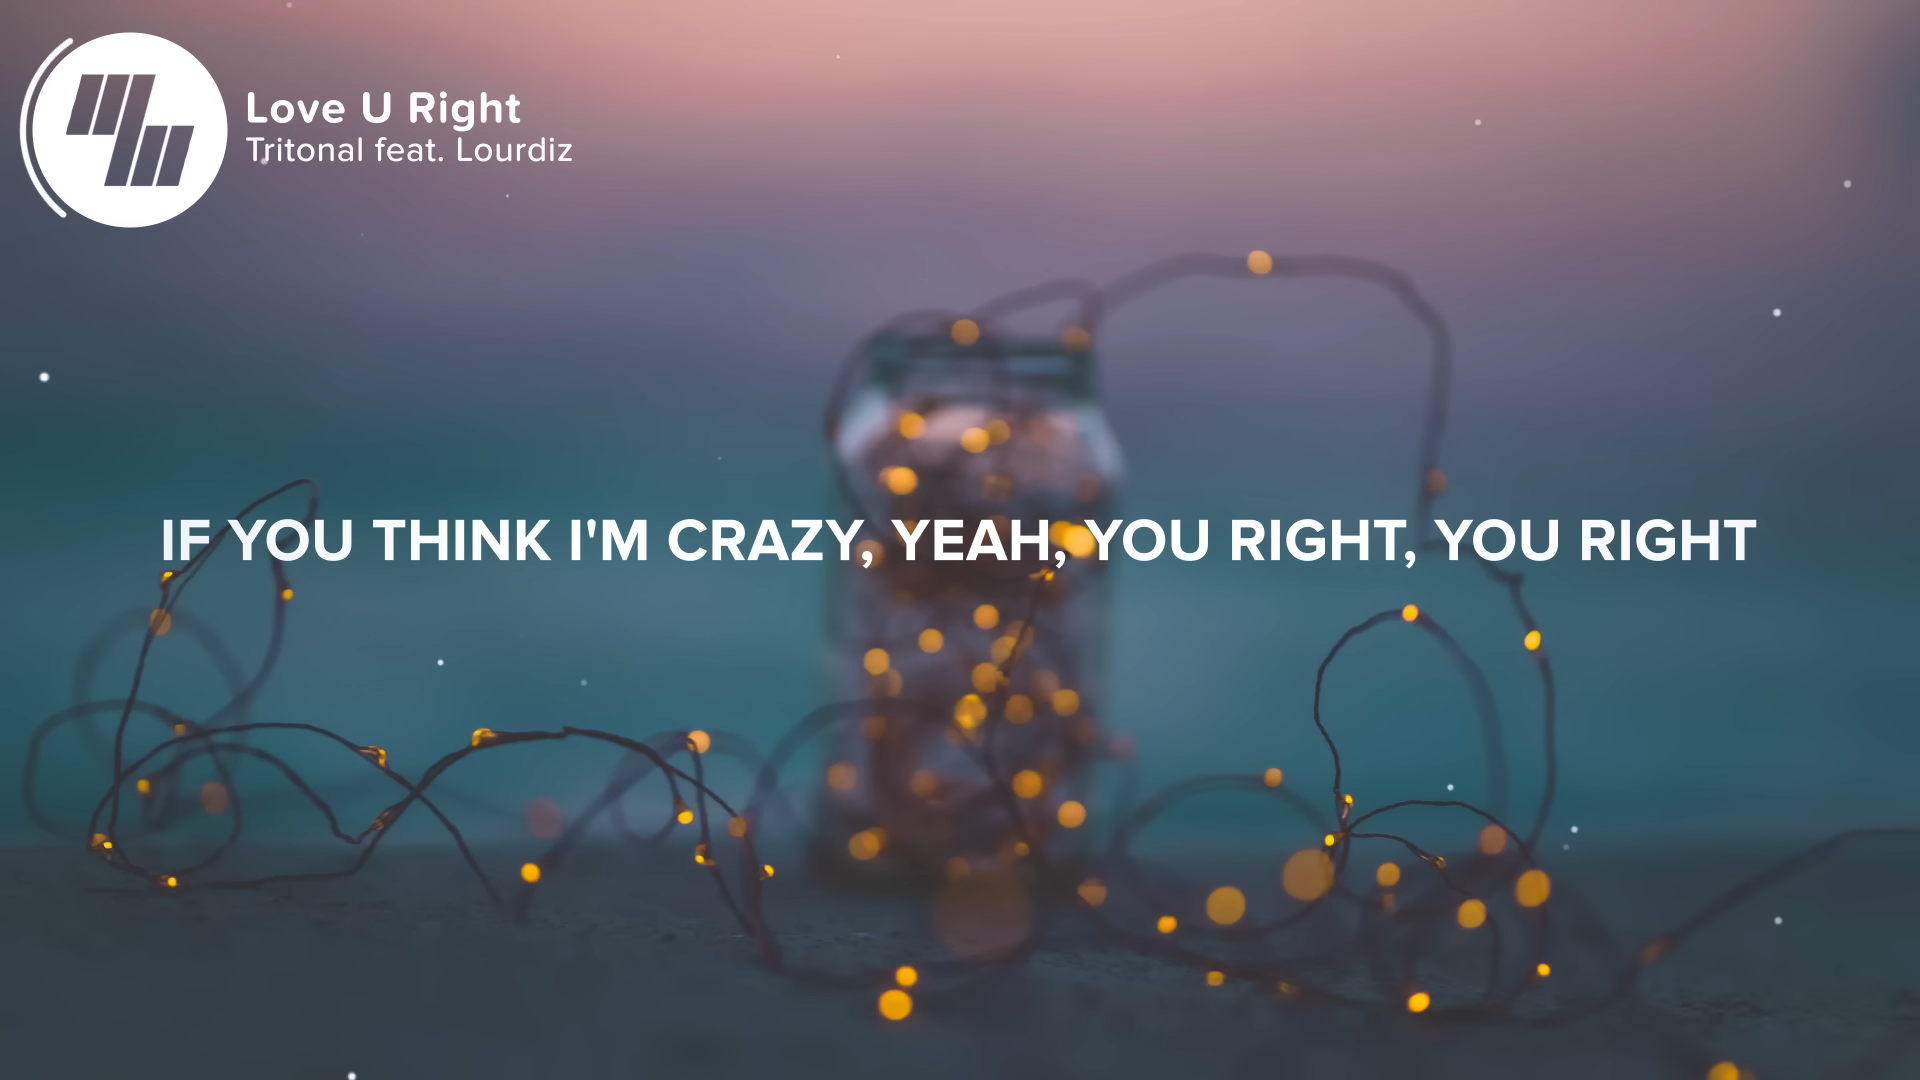 Love U Right
Tritonal feat. Lourdiz
IF YOU THINK I'M CRAZY, YEAH, YOU RIGHT, YOU RIGHT